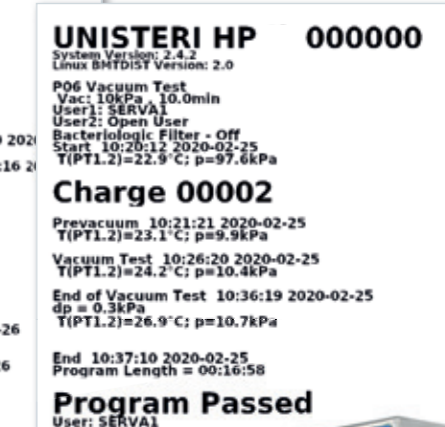 UNISTERI HP 000000
System Version: 2.4.2
Linux BMTDIST Version: 2.0
P06 Vacuum Test
Vac: 10kPa , 10.0min
User1: SERVA1
User2: Open User
Bacteriologic Filter - Off
Start 10:20:12 2020-02-25
T(PT1.2)=22.9°C; p=97.6kPa
Charge 00002
Prevacuum 10:21:21 2020-02-25
T(PT1.2)=23.1°C; p=9.9kPa
Vacuum Test 10:26:20 2020-02-25
T(PT1.2)=24.2°C; p=10.4kPa
End of Vacuum Test 10:36:19 2020-02-25
dp = 0.3kPa
T(PT1.2)=26.9°C; p=10.7kPa
End 10:37:10 2020-02-25
Program Length = 00:16:58
Program Passed
User: SERVA1